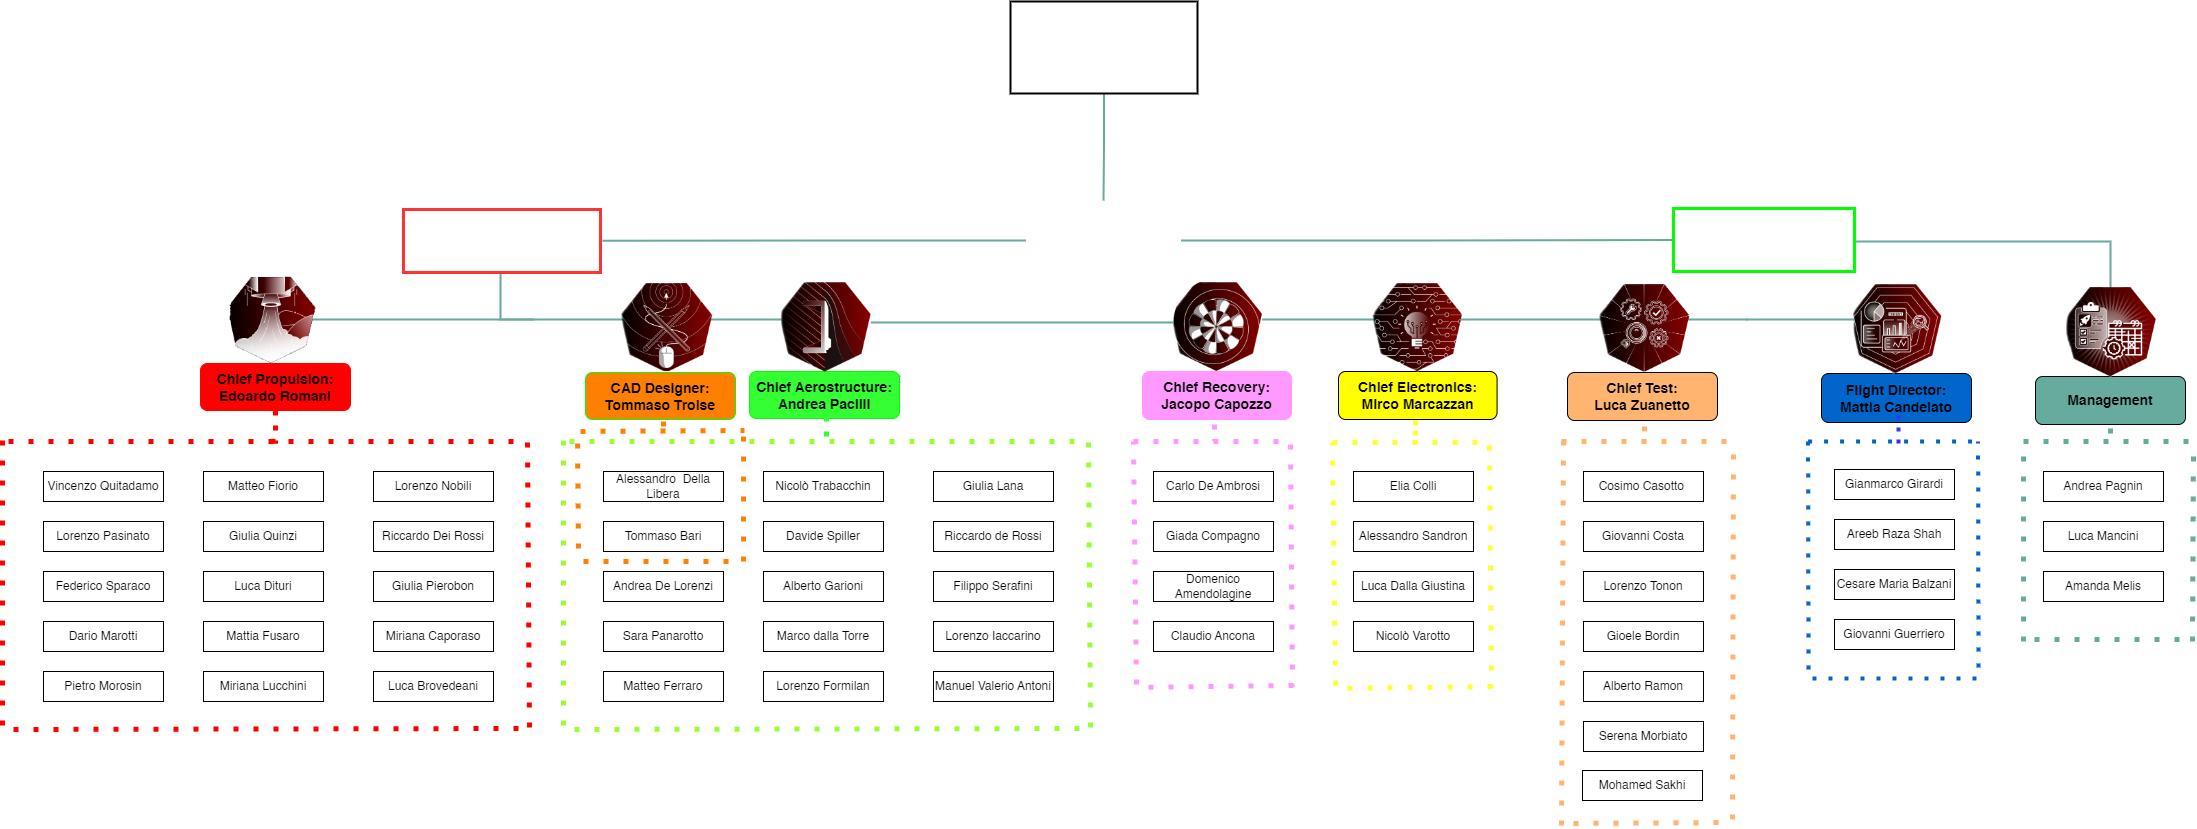 Chief Propulsion:
Edoardo Romani
CAD Designer:
Tommaso Troise
Chief Aerostructure:
Andrea Pacilli
Chief Recovery:
Jacopo Capozzo
Chief Electronics:
Mirco Marcazzan
Chief Test:
Luca Zuanetto
Flight Director:
Mattia Candelato
Management
Vincenzo Quitadamo
Matteo Fiorio
Lorenzo Nobili
Lorenzo Pasinato
Giulia Quinzi
Riccardo Dei Rossi
Federico Sparaco
Luca Dituri
Giulia Pierobon
Dario Marotti
Mattia Fusaro
Miriana Caporaso
Pietro Morosin
Miriana Lucchini
Luca Brovedeani
Alessandro Della
Libera
Nicolò Trabacchin
Giulia Lana
Tommaso Bari
Davide Spiller
Riccardo de Rossi
Andrea De Lorenzi
Alberto Garioni
Filippo Serafini
Sara Panarotto
Marco dalla Torre
Lorenzo Iaccarino
Matteo Ferraro
Lorenzo Formilan
Manuel Valerio Antoni
Carlo De Ambrosi
Giada Compagno
Domenico
Amendolagine
Claudio Ancona
Elia Colli
Alessandro Sandron
Luca Dalla Giustina
Nicolò Varotto
Cosimo Casotto
Giovanni Costa
Lorenzo Tonon
Gioele Bordin
Alberto Ramon
Serena Morbiato
Mohamed Sakhi
Gianmarco Girardi
Areeb Raza Shah
Cesare Maria Balzani
Giovanni Guerriero
Andrea Pagnin
Luca Mancini
Amanda Melis